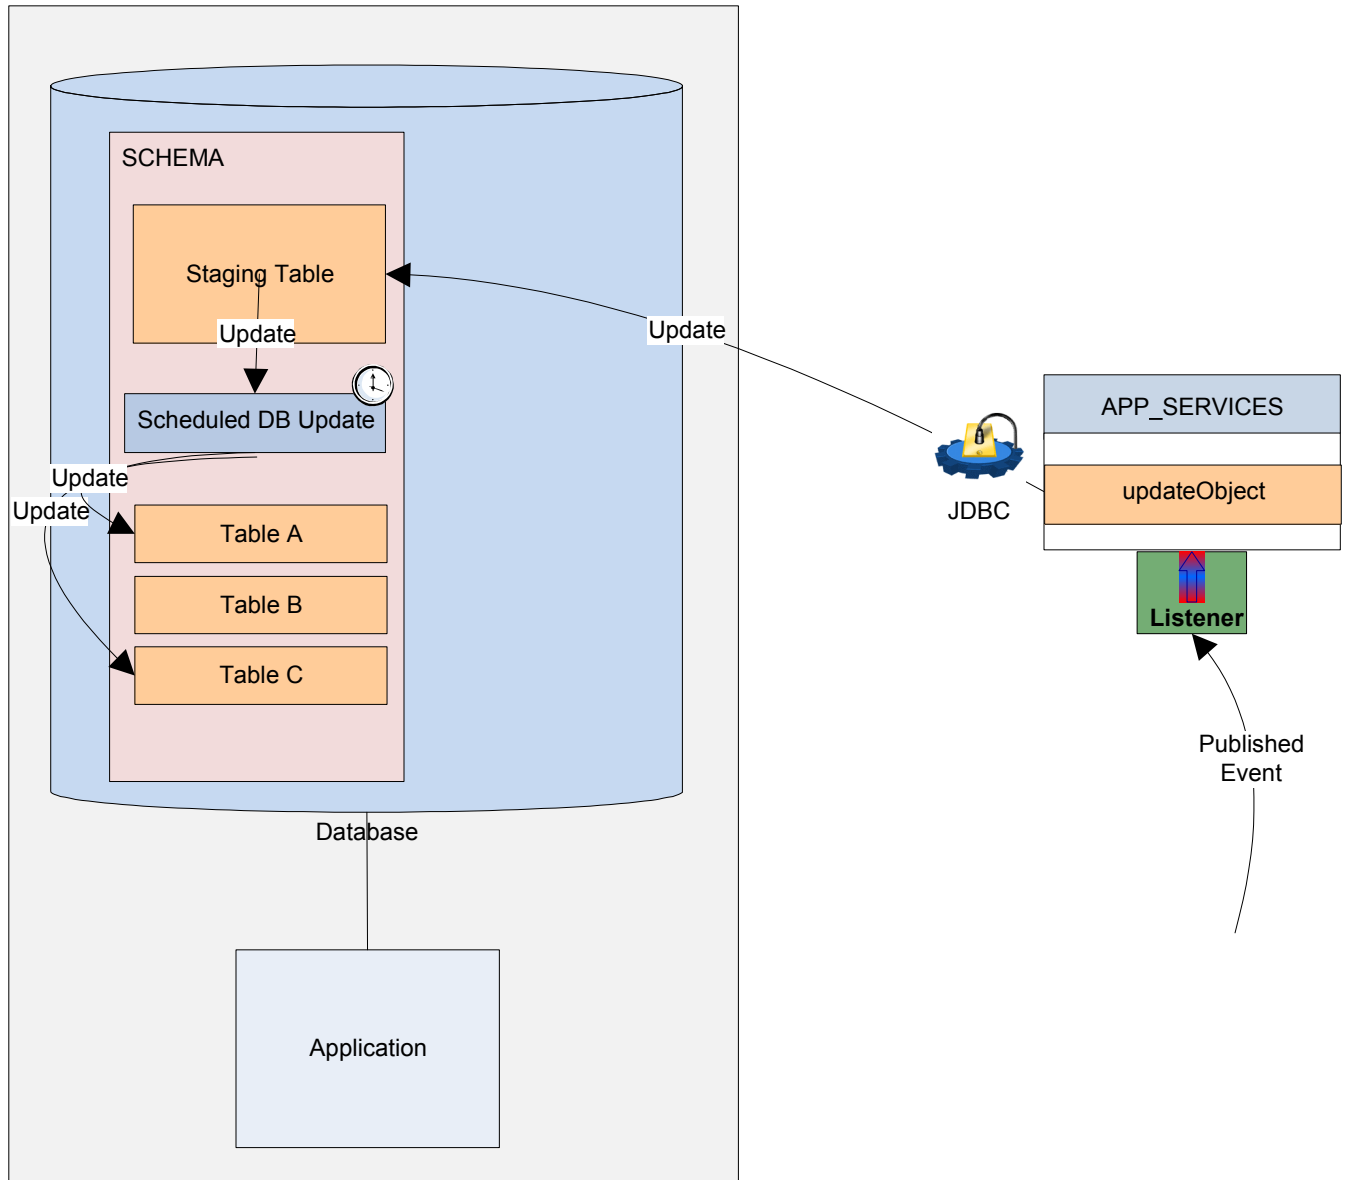 SCHEMA
Staging Table
Update
Update
Scheduled DB Update
Update
Update
Table A
Table B
Table C
Database
Application
JDBC
APP_SERVICES
updateObject
Listener
Published
Event